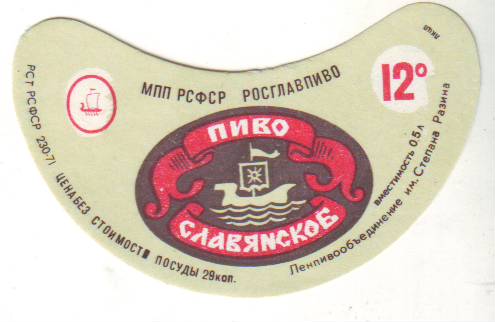 МПП РСФСР РОСГЛАВПИВО
12°
ПИВО
СЛАВЯНСКОЕ
РСТ РСФСР 230-71
ЦЕНА БЕЗ СТОИМОСТИ ПОСУДЫ 29коп.
вместимость 0,5л
Ленпивообъединение им. Степана Разина